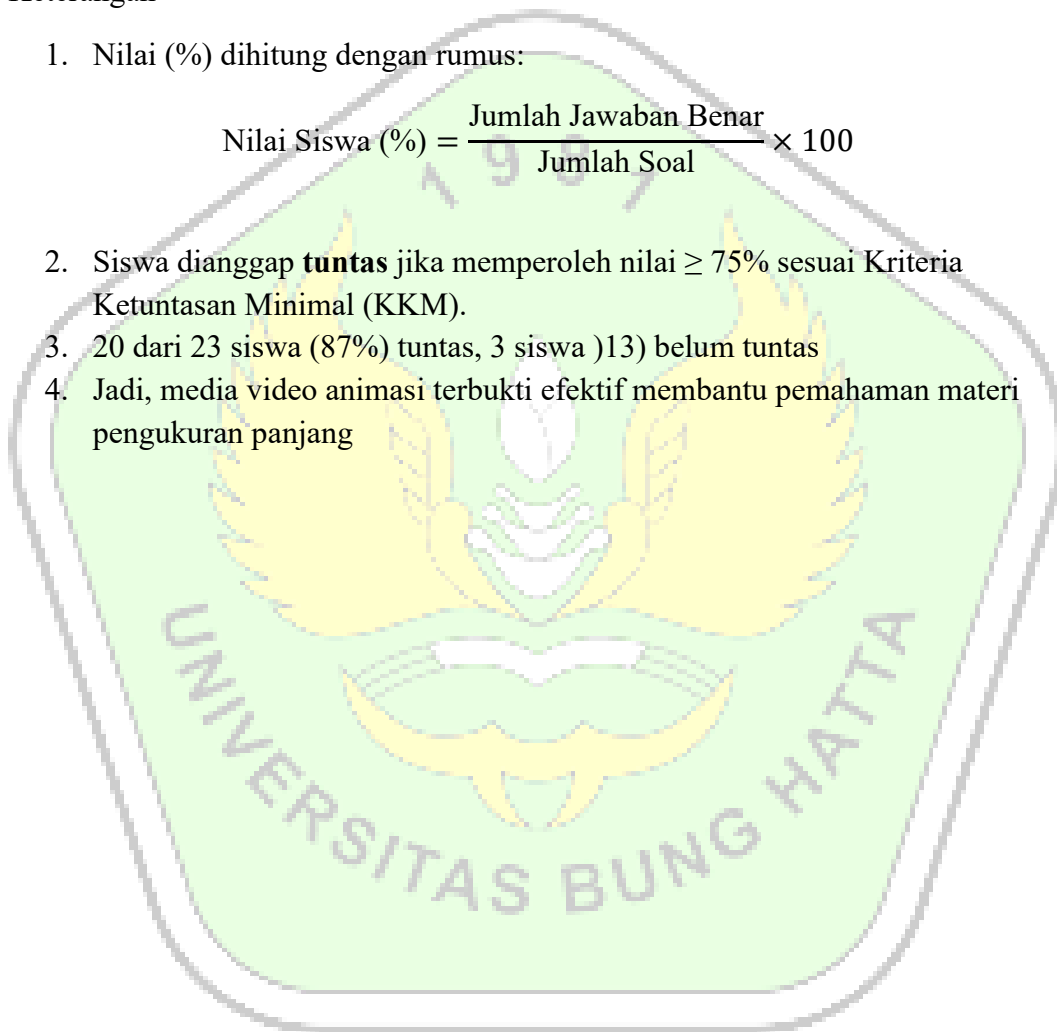 1. Nilai (%) dihitung dengan rumus:
Nilai Siswa (%) = Jumlah Jawaban Benar / Jumlah Soal × 100
2. Siswa dianggap tuntas jika memperoleh nilai ≥ 75% sesuai Kriteria
Ketuntasan Minimal (KKM).
3. 20 dari 23 siswa (87%) tuntas, 3 siswa )13) belum tuntas
4. Jadi, media video animasi terbukti efektif membantu pemahaman materi
pengukuran panjang
1987
UNIVERSITAS BUNG HATTA